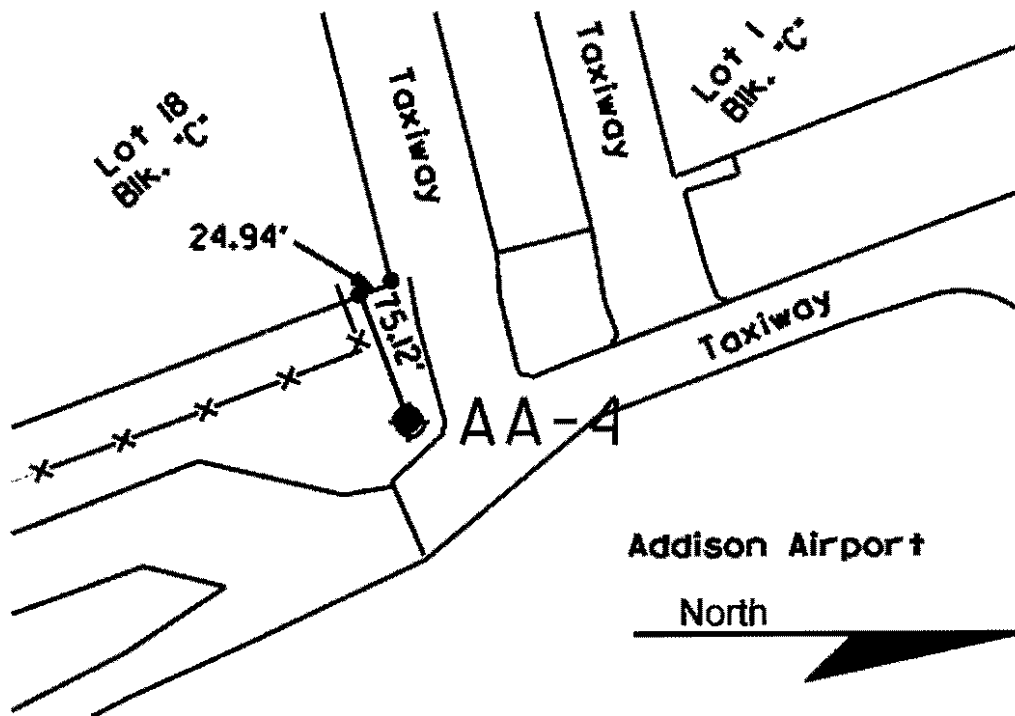 Lot 18
Blk. "C"
Taxiway
Taxiway
Lot 1
Blk. "C"
24.94'
75.12'
Taxiway
AA-4
Addison Airport
North